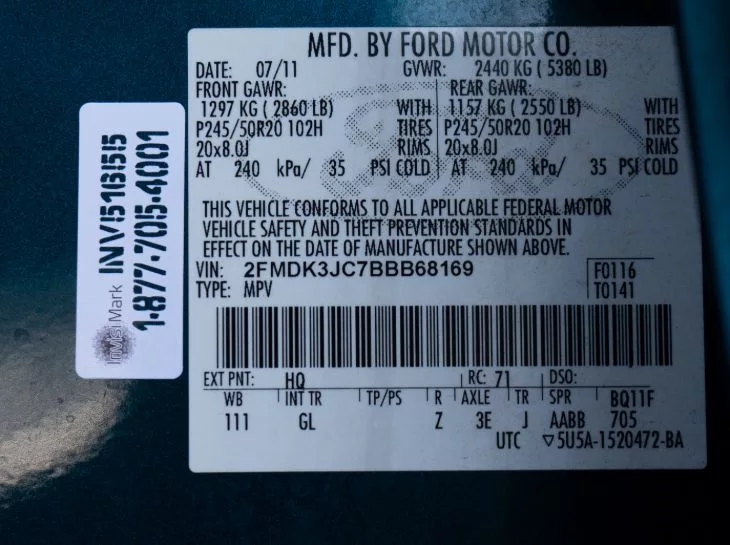 MFD. BY FORD MOTOR CO.
DATE: 07/11 GVWR: 2440 KG ( 5380 LB)
FRONT GAWR: REAR GAWR:
1297 KG ( 2860 LB) WITH 1157 KG ( 2550 LB) WITH
P245/50R20 102H TIRES P245/50R20 102H TIRES
20x8.0J RIMS 20x8.0J RIMS
AT 240 kPa/ 35 PSI COLD AT 240 kPa/ 35 PSI COLD
THIS VEHICLE CONFORMS TO ALL APPLICABLE FEDERAL MOTOR
VEHICLE SAFETY AND THEFT PREVENTION STANDARDS IN
EFFECT ON THE DATE OF MANUFACTURE SHOWN ABOVE.
VIN: 2FMDK3JC7BBB68169 F0116
TYPE: MPV T0141
EXT PNT: HQ RC: 71 DSO:
WB INT TR TP/PS R AXLE TR SPR BQ11F
111 GL Z 3E J AABB 705
UTC ▽5U5A-1520472-BA
InvisiMark INV516I555
1-877-705-4001